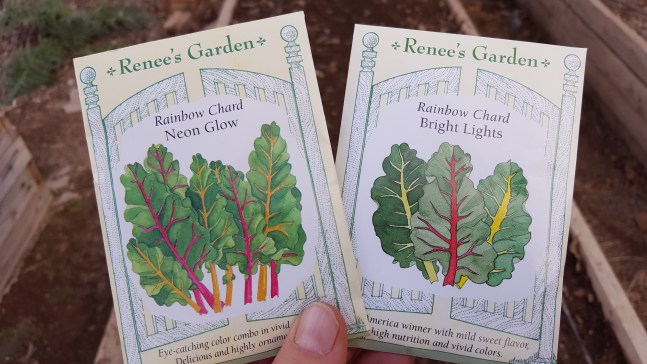 Renee's Garden
Rainbow Chard
Neon Glow
Eye-catching color combo in vivid
Delicious and highly
Renee's Garden
Rainbow Chard
Bright Lights
America winner with mild sweet flavor,
high nutrition and vivid colors.